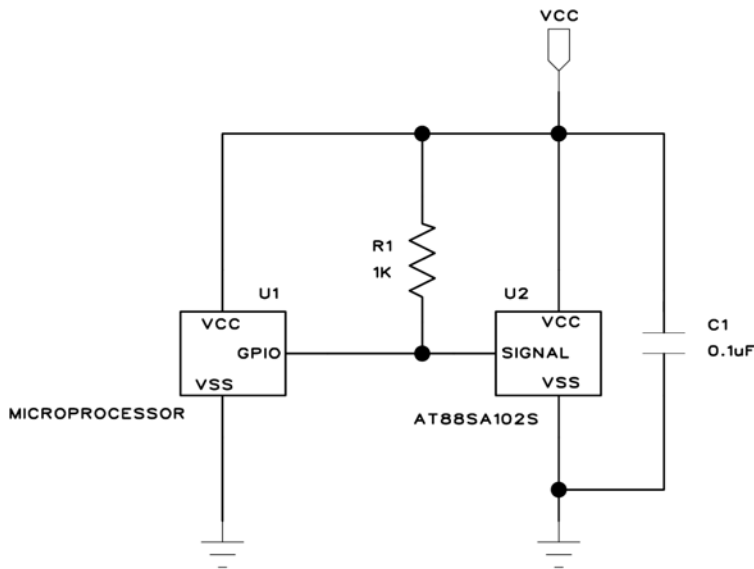 VCC
R1
1K
U1
U2
VCC
GPIO
VSS
MICROPROCESSOR
VCC
SIGNAL
VSS
AT88SA102S
C1
0.1uF